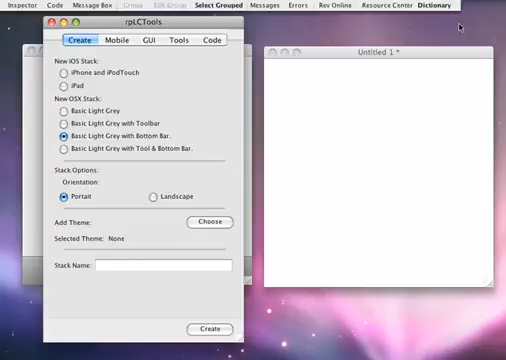 Inspector Code Message Box Group Edit Group Select Grouped Messages Errors Rev Online Resource Center Dictionary
rpLCTools
Create Mobile GUI Tools Code
Untitled 1 *
New iOS Stack:
iPhone and iPodTouch
iPad
New OSX Stack:
Basic Light Grey
Basic Light Grey with Toolbar
Basic Light Grey with Bottom Bar.
Basic Light Grey with Tool & Bottom Bar.
Stack Options:
Orientation:
Portait Landscape
Add Theme: Choose
Selected Theme: None
Stack Name:
Create